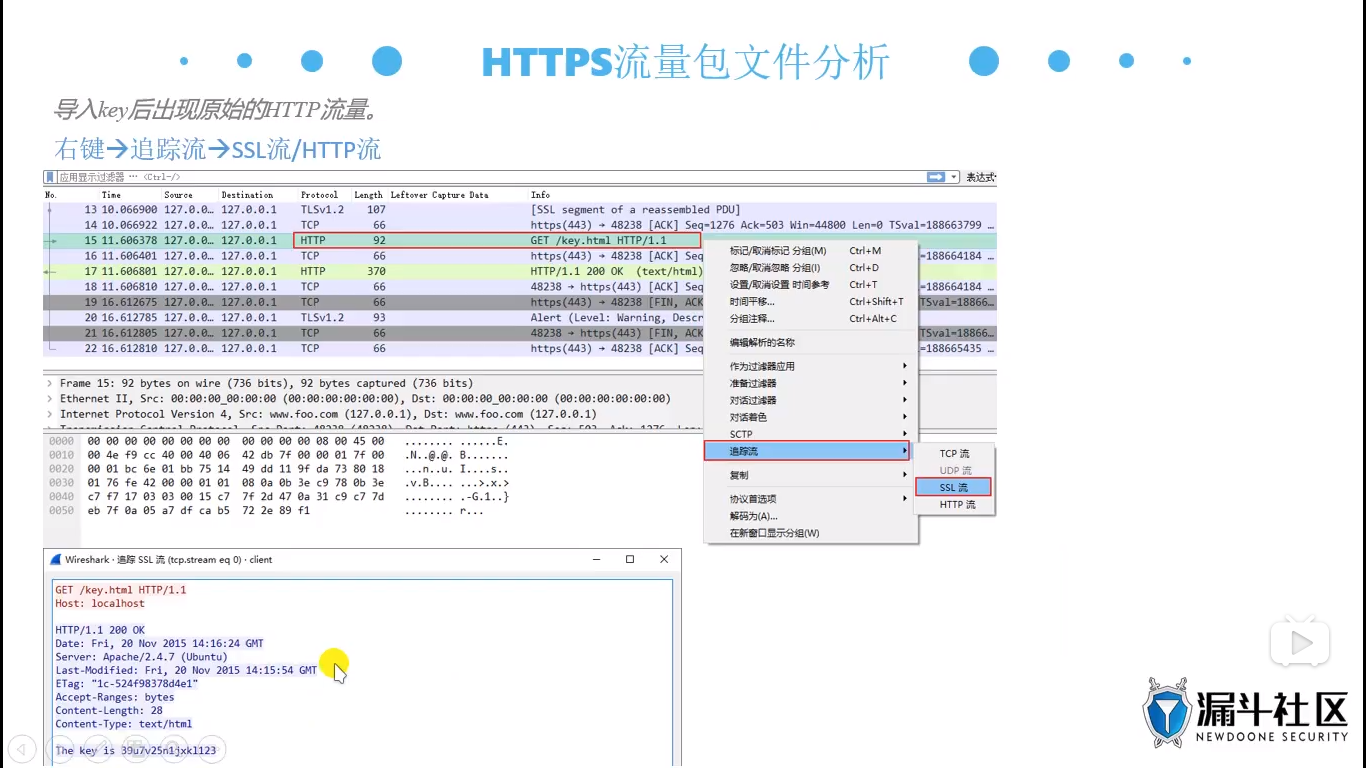 HTTPS流量包文件分析
导入key后出现原始的HTTP流量。
右键→追踪流→SSL流/HTTP流
应用显示过滤器 … <Ctrl-/> 表达式
No. Time Source Destination Protocol Length Leftover Capture Data Info
13 10.066900 127.0.0… 127.0.0.1 TLSv1.2 107 [SSL segment of a reassembled PDU]
14 10.066922 127.0.0… 127.0.0.1 TCP 66 https(443) → 48238 [ACK] Seq=1276 Ack=503 Win=44800 Len=0 TSval=188663799 …
15 11.606378 127.0.0… 127.0.0.1 HTTP 92 GET /key.html HTTP/1.1
16 11.606401 127.0.0… 127.0.0.1 TCP 66 https(443) → 48238 [ACK] Seq =188664184 …
17 11.606801 127.0.0… 127.0.0.1 HTTP 370 HTTP/1.1 200 OK (text/html)
18 11.606810 127.0.0… 127.0.0.1 TCP 66 48238 → https(443) [ACK] Seq =188664184 …
19 16.612675 127.0.0… 127.0.0.1 TCP 66 https(443) → 48238 [FIN, ACK TSval=18866…
20 16.612785 127.0.0… 127.0.0.1 TLSv1.2 93 Alert (Level: Warning, Descr
21 16.612805 127.0.0… 127.0.0.1 TCP 66 48238 → https(443) [FIN, ACK TSval=18866…
22 16.612810 127.0.0… 127.0.0.1 TCP 66 https(443) → 48238 [ACK] Seq =188665435 …
标记/取消标记 分组(M) Ctrl+M
忽略/取消忽略 分组(I) Ctrl+D
设置/取消设置 时间参考 Ctrl+T
时间平移... Ctrl+Shift+T
分组注释... Ctrl+Alt+C
编辑解析的名称
作为过滤器应用
准备过滤器
对话过滤器
对话着色
SCTP
追踪流
复制
协议首选项
解码为(A)...
在新窗口显示分组(W)
TCP 流
UDP 流
SSL 流
HTTP 流
Frame 15: 92 bytes on wire (736 bits), 92 bytes captured (736 bits)
Ethernet II, Src: 00:00:00_00:00:00 (00:00:00:00:00:00), Dst: 00:00:00_00:00:00 (00:00:00:00:00:00)
Internet Protocol Version 4, Src: www.foo.com (127.0.0.1), Dst: www.foo.com (127.0.0.1)
0000 00 00 00 00 00 00 00 00 00 00 00 00 08 00 45 00 ........ ......E.
0010 00 4e f9 cc 40 00 40 06 42 db 7f 00 00 01 7f 00 .N..@.@. B.......
0020 00 01 bc 6e 01 bb 75 14 49 dd 11 9f da 73 80 18 ...n..u. I....s..
0030 01 76 fe 42 00 00 01 01 08 0a 0b 3e c9 78 0b 3e .v.B.... ...>.x.>
0040 c7 f7 17 03 03 00 15 c7 7f 2d 47 0a 31 c9 c7 7d ........ .-G.1..}
0050 eb 7f 0a 05 a7 df ca b5 72 2e 89 f1 ........ r...
Wireshark · 追踪 SSL 流 (tcp.stream eq 0) · client
GET /key.html HTTP/1.1
Host: localhost
HTTP/1.1 200 OK
Date: Fri, 20 Nov 2015 14:16:24 GMT
Server: Apache/2.4.7 (Ubuntu)
Last-Modified: Fri, 20 Nov 2015 14:15:54 GMT
ETag: "1c-524f98378d4e1"
Accept-Ranges: bytes
Content-Length: 28
Content-Type: text/html
The key is 39u7v25n1jxkl123
漏斗社区
NEWDOONE SECURITY